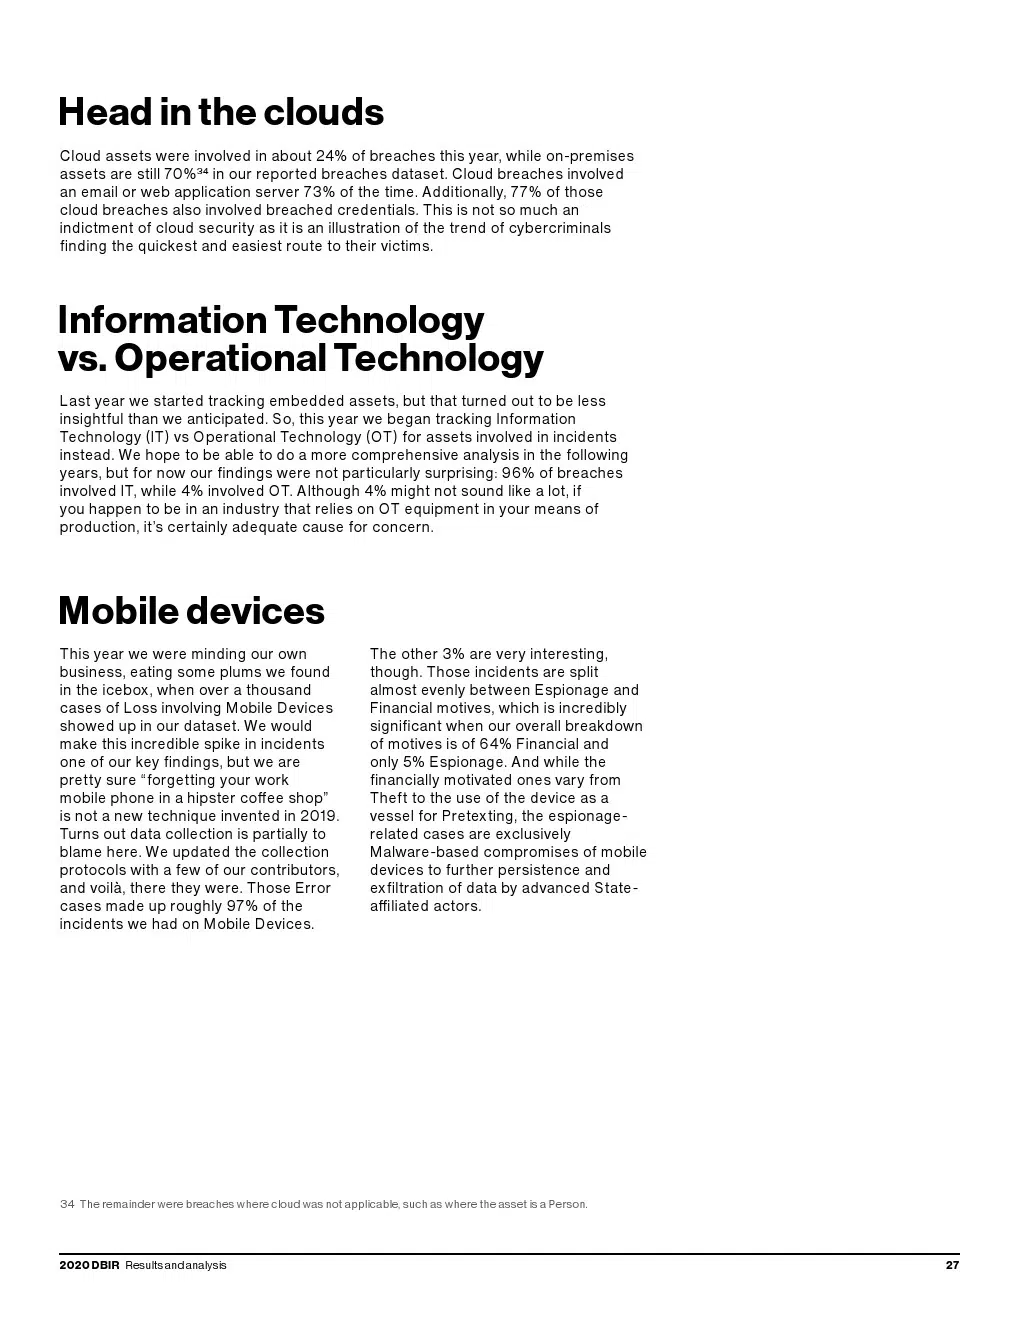 Head in the clouds
Cloud assets were involved in about 24% of breaches this year, while on-premises
assets are still 70%³⁴ in our reported breaches dataset. Cloud breaches involved
an email or web application server 73% of the time. Additionally, 77% of those
cloud breaches also involved breached credentials. This is not so much an
indictment of cloud security as it is an illustration of the trend of cybercriminals
finding the quickest and easiest route to their victims.
Information Technology
vs. Operational Technology
Last year we started tracking embedded assets, but that turned out to be less
insightful than we anticipated. So, this year we began tracking Information
Technology (IT) vs Operational Technology (OT) for assets involved in incidents
instead. We hope to be able to do a more comprehensive analysis in the following
years, but for now our findings were not particularly surprising: 96% of breaches
involved IT, while 4% involved OT. Although 4% might not sound like a lot, if
you happen to be in an industry that relies on OT equipment in your means of
production, it’s certainly adequate cause for concern.
Mobile devices
This year we were minding our own
business, eating some plums we found
in the icebox, when over a thousand
cases of Loss involving Mobile Devices
showed up in our dataset. We would
make this incredible spike in incidents
one of our key findings, but we are
pretty sure “forgetting your work
mobile phone in a hipster coffee shop”
is not a new technique invented in 2019.
Turns out data collection is partially to
blame here. We updated the collection
protocols with a few of our contributors,
and voilà, there they were. Those Error
cases made up roughly 97% of the
incidents we had on Mobile Devices.
The other 3% are very interesting,
though. Those incidents are split
almost evenly between Espionage and
Financial motives, which is incredibly
significant when our overall breakdown
of motives is of 64% Financial and
only 5% Espionage. And while the
financially motivated ones vary from
Theft to the use of the device as a
vessel for Pretexting, the espionage-
related cases are exclusively
Malware-based compromises of mobile
devices to further persistence and
exfiltration of data by advanced State-
affiliated actors.
34 The remainder were breaches where cloud was not applicable, such as where the asset is a Person.
2020 DBIR Results and analysis
27